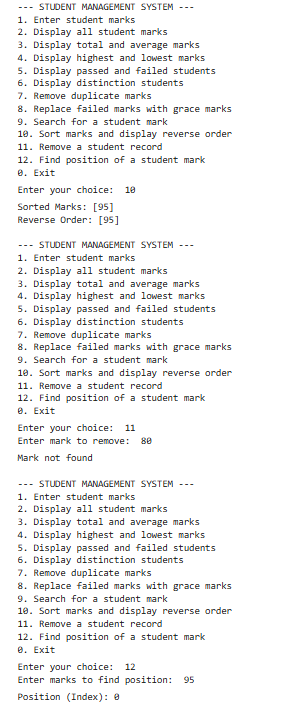 --- STUDENT MANAGEMENT SYSTEM ---
1. Enter student marks
2. Display all student marks
3. Display total and average marks
4. Display highest and lowest marks
5. Display passed and failed students
6. Display distinction students
7. Remove duplicate marks
8. Replace failed marks with grace marks
9. Search for a student mark
10. Sort marks and display reverse order
11. Remove a student record
12. Find position of a student mark
0. Exit
Enter your choice:  10
Sorted Marks: [95]
Reverse Order: [95]
--- STUDENT MANAGEMENT SYSTEM ---
1. Enter student marks
2. Display all student marks
3. Display total and average marks
4. Display highest and lowest marks
5. Display passed and failed students
6. Display distinction students
7. Remove duplicate marks
8. Replace failed marks with grace marks
9. Search for a student mark
10. Sort marks and display reverse order
11. Remove a student record
12. Find position of a student mark
0. Exit
Enter your choice:  11
Enter mark to remove:  80
Mark not found
--- STUDENT MANAGEMENT SYSTEM ---
1. Enter student marks
2. Display all student marks
3. Display total and average marks
4. Display highest and lowest marks
5. Display passed and failed students
6. Display distinction students
7. Remove duplicate marks
8. Replace failed marks with grace marks
9. Search for a student mark
10. Sort marks and display reverse order
11. Remove a student record
12. Find position of a student mark
0. Exit
Enter your choice:  12
Enter marks to find position:  95
Position (Index): 0